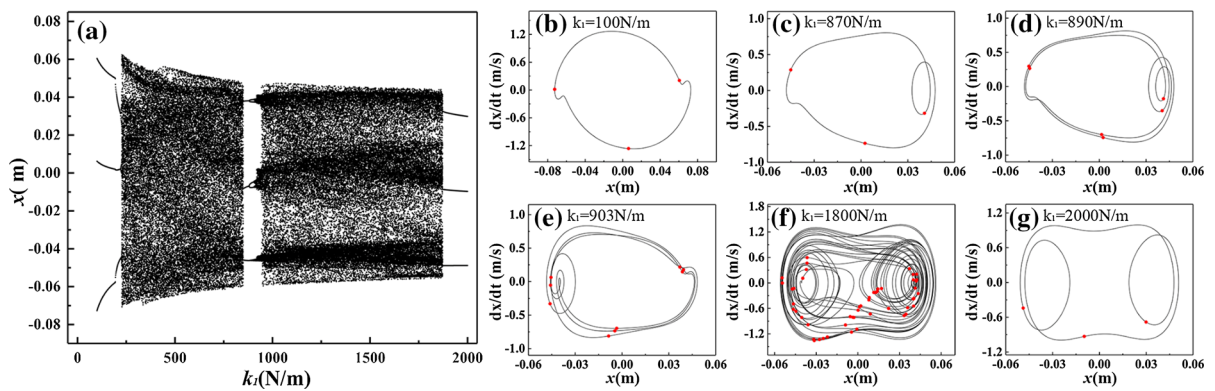 (a)
x( m)
0.08
0.06
0.04
0.02
0.00
-0.02
-0.04
-0.06
-0.08
0 500 1000 1500 2000
k₁(N/m)
(b) k₁=100N/m
dx/dt (m/s)
1.2
0.6
0.0
-0.6
-1.2
-0.08 -0.04 0.00 0.04 0.08
x(m)
(c) k₁=870N/m
dx/dt (m/s)
1.0
0.5
0.0
-0.5
-1.0
-0.06 -0.03 0.00 0.03 0.06
x(m)
(d) k₁=890N/m
dx/dt (m/s)
1.0
0.5
0.0
-0.5
-1.0
-0.06 -0.03 0.00 0.03 0.06
x(m)
(e) k₁=903N/m
dx/dt (m/s)
1.0
0.5
0.0
-0.5
-1.0
-0.06 -0.03 0.00 0.03 0.06
x(m)
(f) k₁=1800N/m
dx/dt (m/s)
1.8
1.2
0.6
0.0
-0.6
-1.2
-1.8
-0.06 -0.03 0.00 0.03 0.06
x(m)
(g) k₁=2000N/m
dx/dt (m/s)
1.2
0.6
0.0
-0.6
-1.2
-0.06 -0.03 0.00 0.03 0.06
x(m)